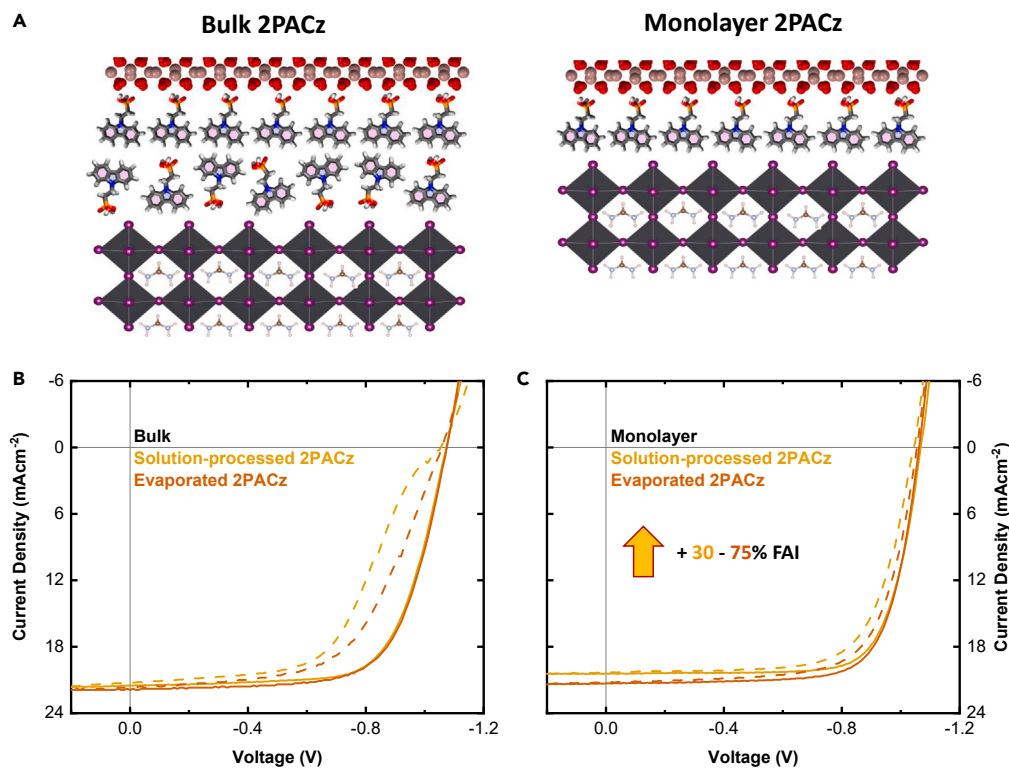 A
Bulk 2PACz
Monolayer 2PACz
B
-6
0
6
12
18
24
Current Density (mAcm⁻²)
Bulk
Solution-processed 2PACz
Evaporated 2PACz
0.0
-0.4
-0.8
-1.2
Voltage (V)
C
Monolayer
Solution-processed 2PACz
Evaporated 2PACz
+ 30 - 75% FAI
0.0
-0.4
-0.8
-1.2
Voltage (V)
-6
0
6
12
18
24
Current Density (mAcm⁻²)